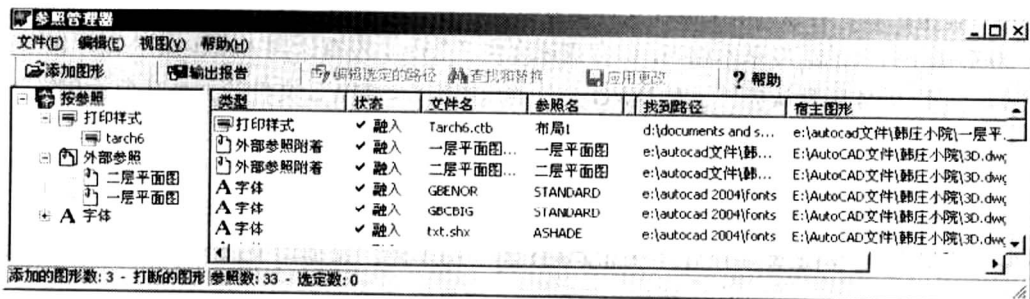 参照管理器
文件(F) 编辑(E) 视图(V) 帮助(H)
添加图形 输出报告 编辑选定的路径 查找和替换 应用更改 ? 帮助
按参照
打印样式
tarch6
外部参照
二层平面图
一层平面图
A 字体
类型 状态 文件名 参照名 找到路径 宿主图形
打印样式 ✓ 融入 Tarch6.ctb 布局1 d:\documents and s... e:\autocad文件\韩庄小院\一层平.
外部参照附着 ✓ 融入 一层平面图... 一层平面图 e:\autocad文件\韩... E:\AutoCAD文件\韩庄小院\3D.dwg
外部参照附着 ✓ 融入 二层平面图... 二层平面图 e:\autocad文件\韩... E:\AutoCAD文件\韩庄小院\3D.dwg
A 字体 ✓ 融入 GBENOR STANDARD e:\autocad 2004\fonts E:\AutoCAD文件\韩庄小院\3D.dwg
A 字体 ✓ 融入 GBCBIG STANDARD e:\autocad 2004\fonts E:\AutoCAD文件\韩庄小院\3D.dwg
A 字体 ✓ 融入 txt.shx ASHADE e:\autocad 2004\fonts E:\AutoCAD文件\韩庄小院\3D.dwg
添加的图形数: 3 - 打断的图形 参照数: 33 - 选定数: 0